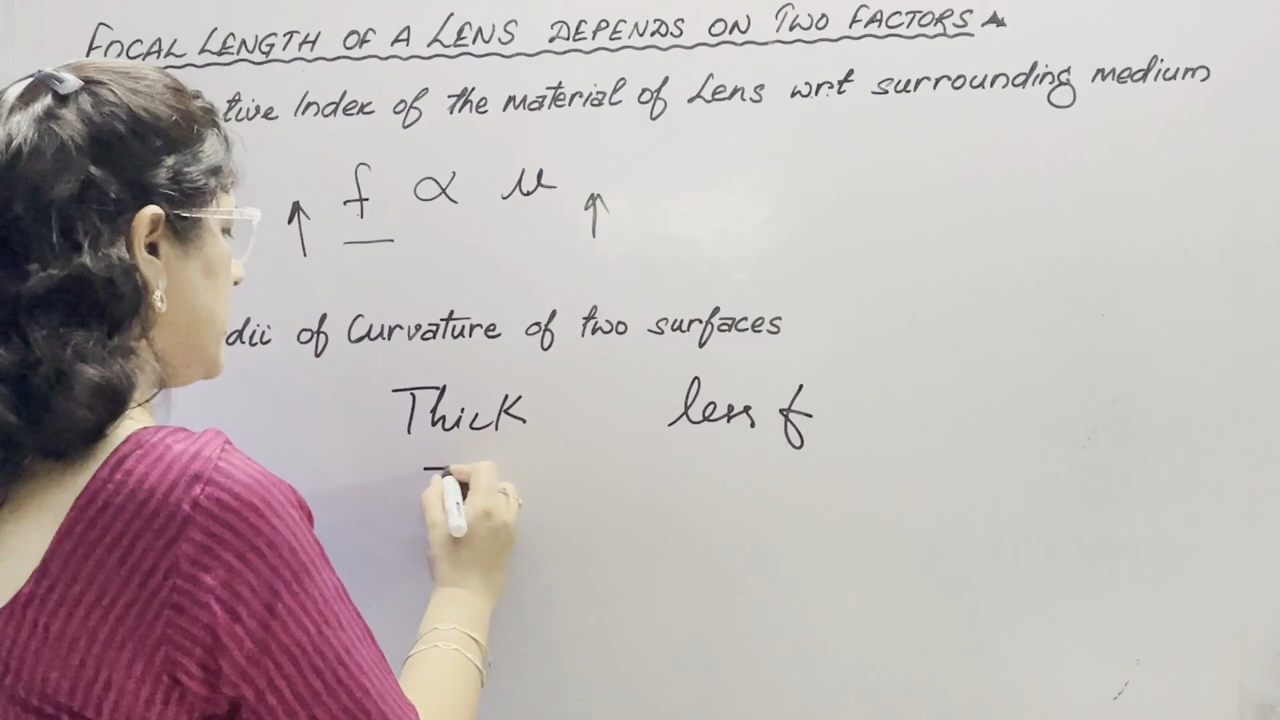 FOCAL LENGTH OF A LENS DEPENDS ON TWO FACTORS
tive Index of the material of Lens wrt surrounding medium
↑ f ∝ μ ↑
dii of Curvature of two surfaces
Thick less f